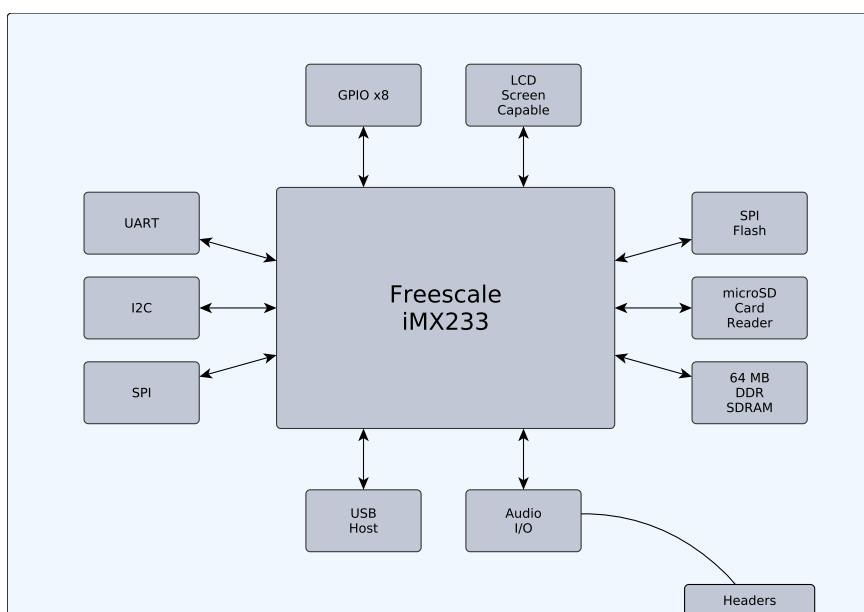 GPIO x8
LCD
Screen
Capable
UART
SPI
Flash
I2C
Freescale
iMX233
microSD
Card
Reader
SPI
64 MB
DDR
SDRAM
USB
Host
Audio
I/O
Headers